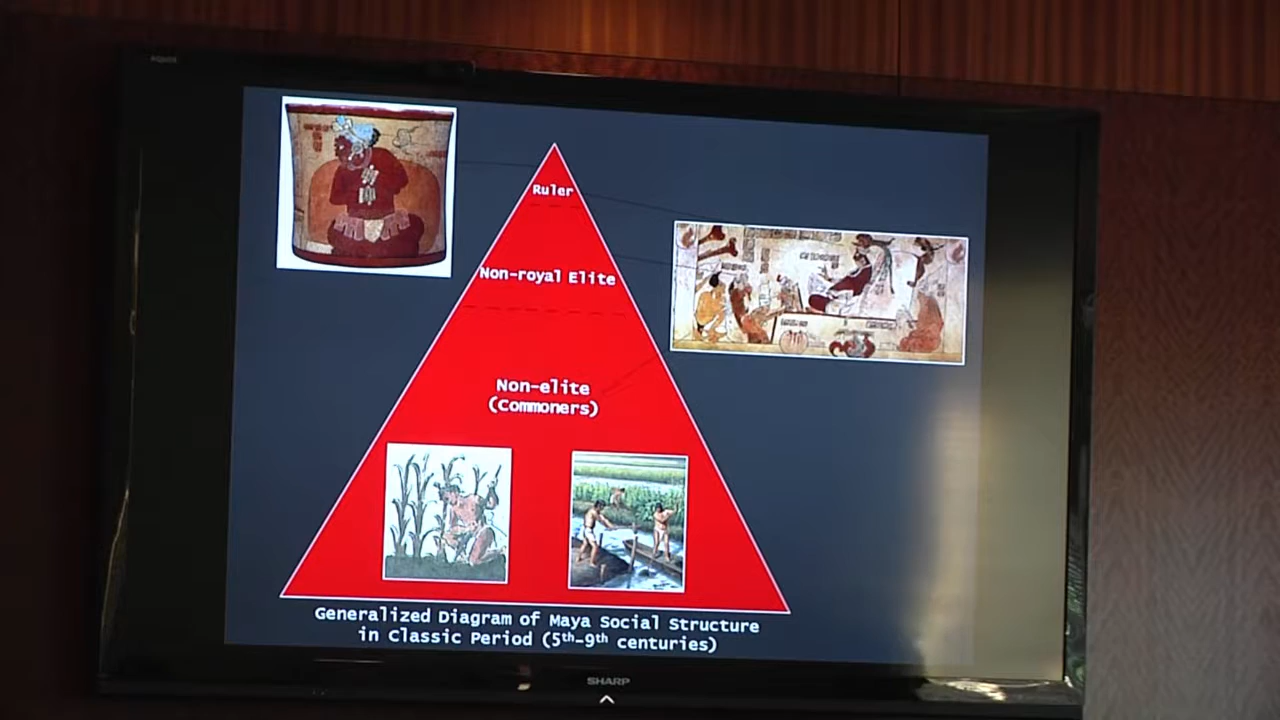 Ruler
Non-royal Elite
Non-elite
(Commoners)
Generalized Diagram of Maya Social Structure
in Classic Period (5th-9th centuries)
SHARP